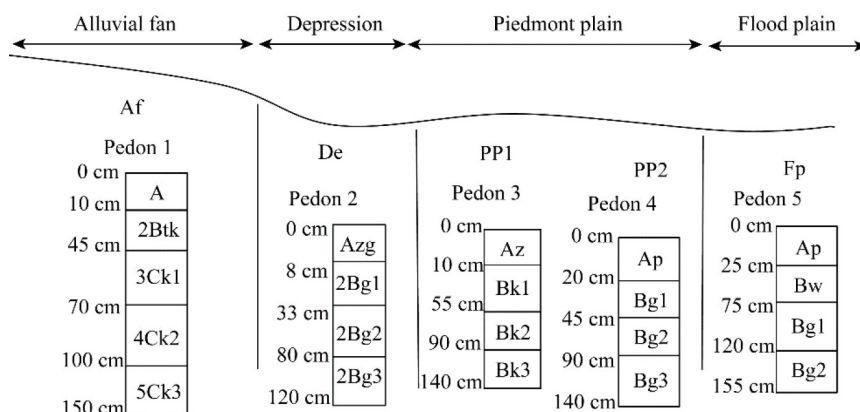 Alluvial fan
Depression
Piedmont plain
Flood plain
Af
Pedon 1
0 cm
A
10 cm
2Btk
45 cm
3Ck1
70 cm
4Ck2
100 cm
5Ck3
150 cm
De
Pedon 2
0 cm
Azg
8 cm
2Bg1
33 cm
2Bg2
80 cm
2Bg3
120 cm
PP1
Pedon 3
0 cm
Az
10 cm
Bk1
55 cm
Bk2
90 cm
Bk3
140 cm
PP2
Pedon 4
0 cm
Ap
20 cm
Bg1
45 cm
Bg2
90 cm
Bg3
140 cm
Fp
Pedon 5
0 cm
Ap
25 cm
Bw
75 cm
Bg1
120 cm
Bg2
155 cm